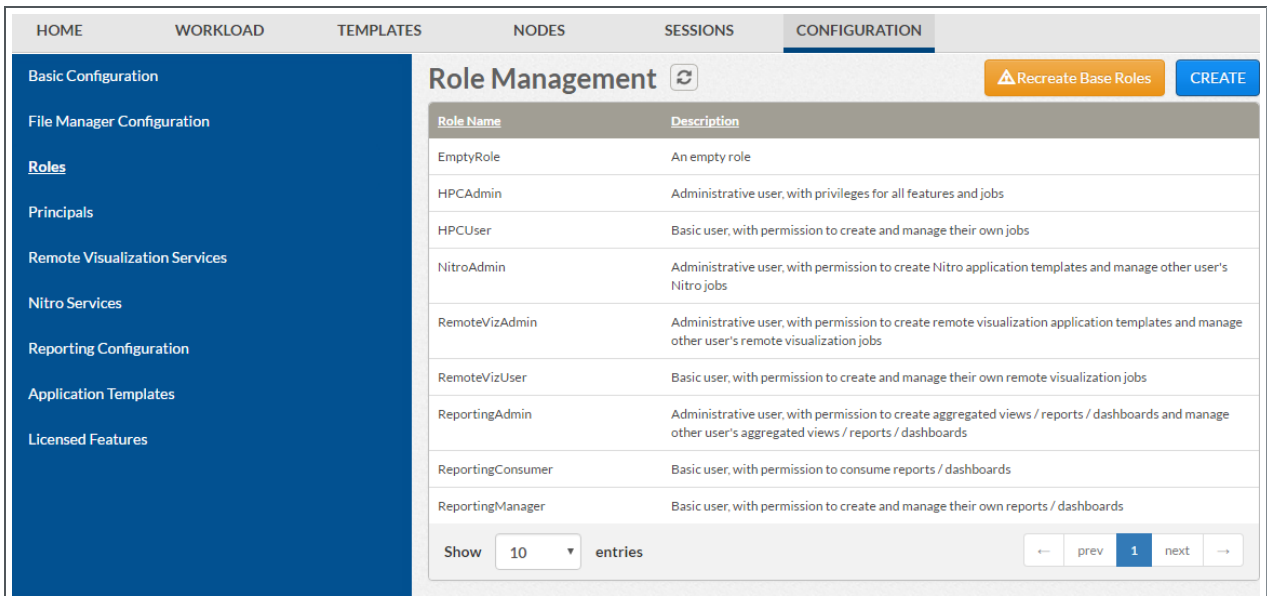 HOME WORKLOAD TEMPLATES NODES SESSIONS CONFIGURATION
Basic Configuration
File Manager Configuration
Roles
Principals
Remote Visualization Services
Nitro Services
Reporting Configuration
Application Templates
Licensed Features
Role Management
Recreate Base Roles
CREATE
Role Name Description
EmptyRole An empty role
HPCAdmin Administrative user, with privileges for all features and jobs
HPCUser Basic user, with permission to create and manage their own jobs
NitroAdmin Administrative user, with permission to create Nitro application templates and manage other user's
Nitro jobs
RemoteVizAdmin Administrative user, with permission to create remote visualization application templates and manage
other user's remote visualization jobs
RemoteVizUser Basic user, with permission to create and manage their own remote visualization jobs
ReportingAdmin Administrative user, with permission to create aggregated views / reports / dashboards and manage
other user's aggregated views / reports / dashboards
ReportingConsumer Basic user, with permission to consume reports / dashboards
ReportingManager Basic user, with permission to create and manage their own reports / dashboards
Show 10 entries
← prev 1 next →